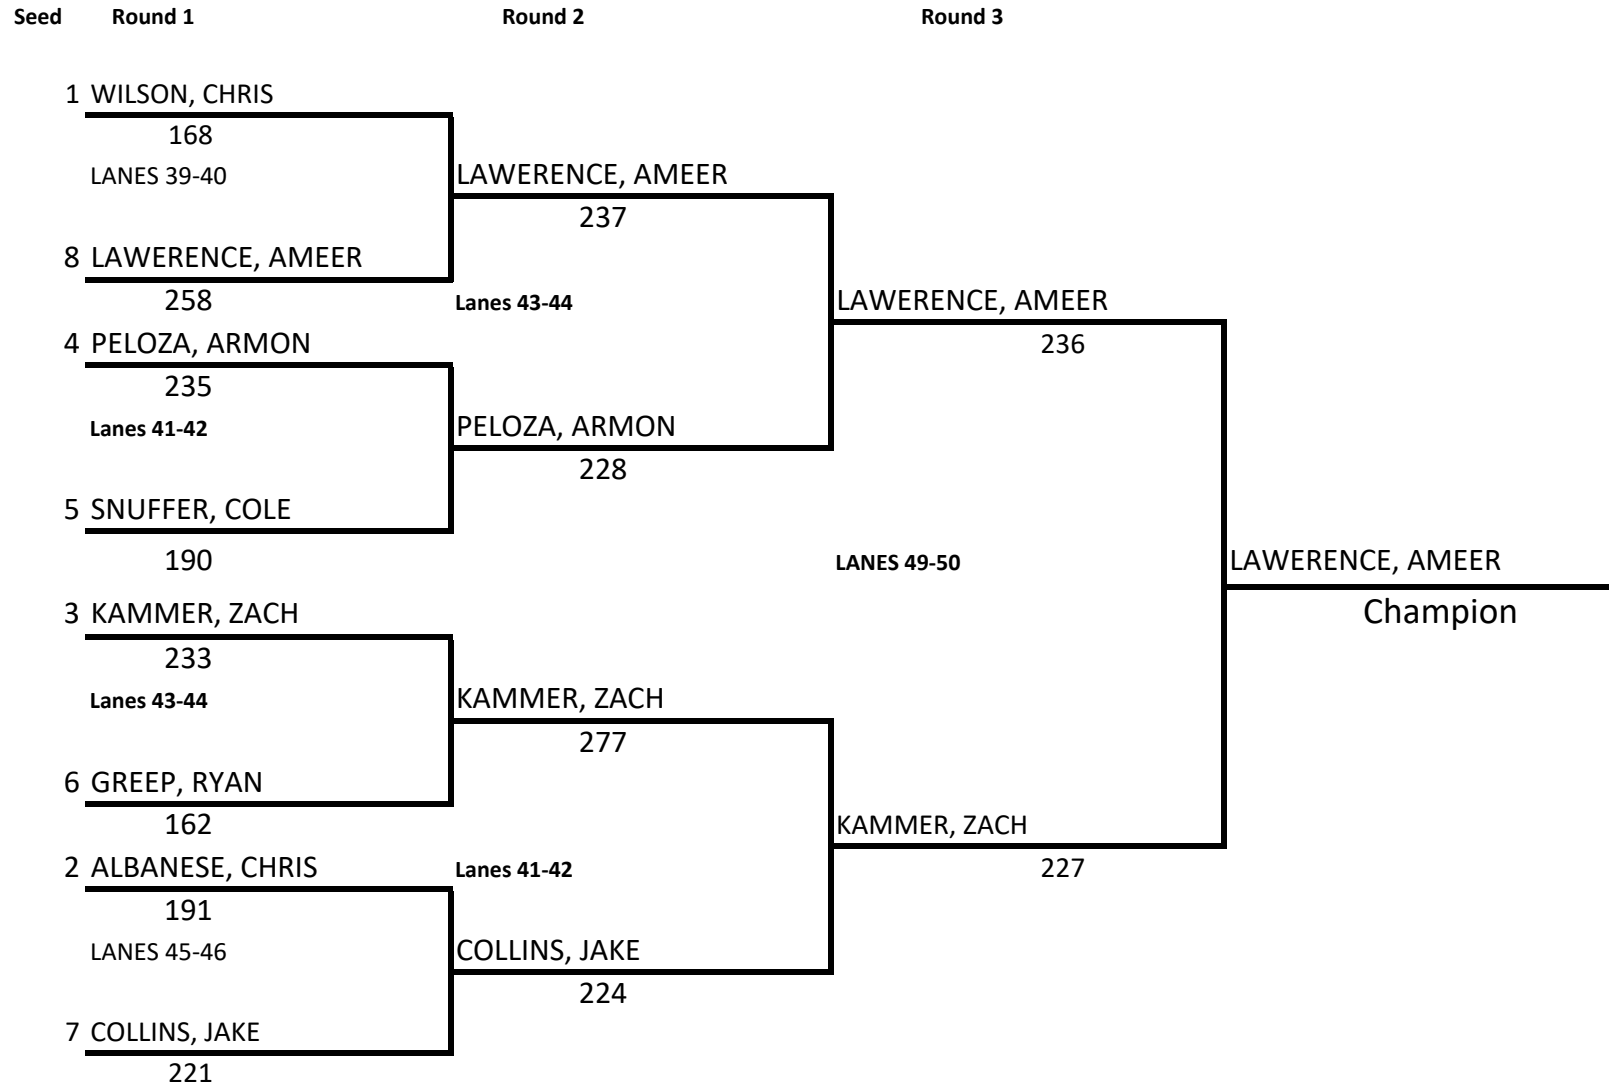 Seed Round 1 Round 2 Round 3
1 WILSON, CHRIS
168
LANES 39-40 LAWERENCE, AMEER
237
8 LAWERENCE, AMEER
258 Lanes 43-44 LAWERENCE, AMEER
4 PELOZA, ARMON 236
235
Lanes 41-42 PELOZA, ARMON
228
5 SNUFFER, COLE
190 LANES 49-50 LAWERENCE, AMEER
3 KAMMER, ZACH Champion
233
Lanes 43-44 KAMMER, ZACH
277
6 GREEP, RYAN
162 KAMMER, ZACH
2 ALBANESE, CHRIS Lanes 41-42 227
191
LANES 45-46 COLLINS, JAKE
224
7 COLLINS, JAKE
221